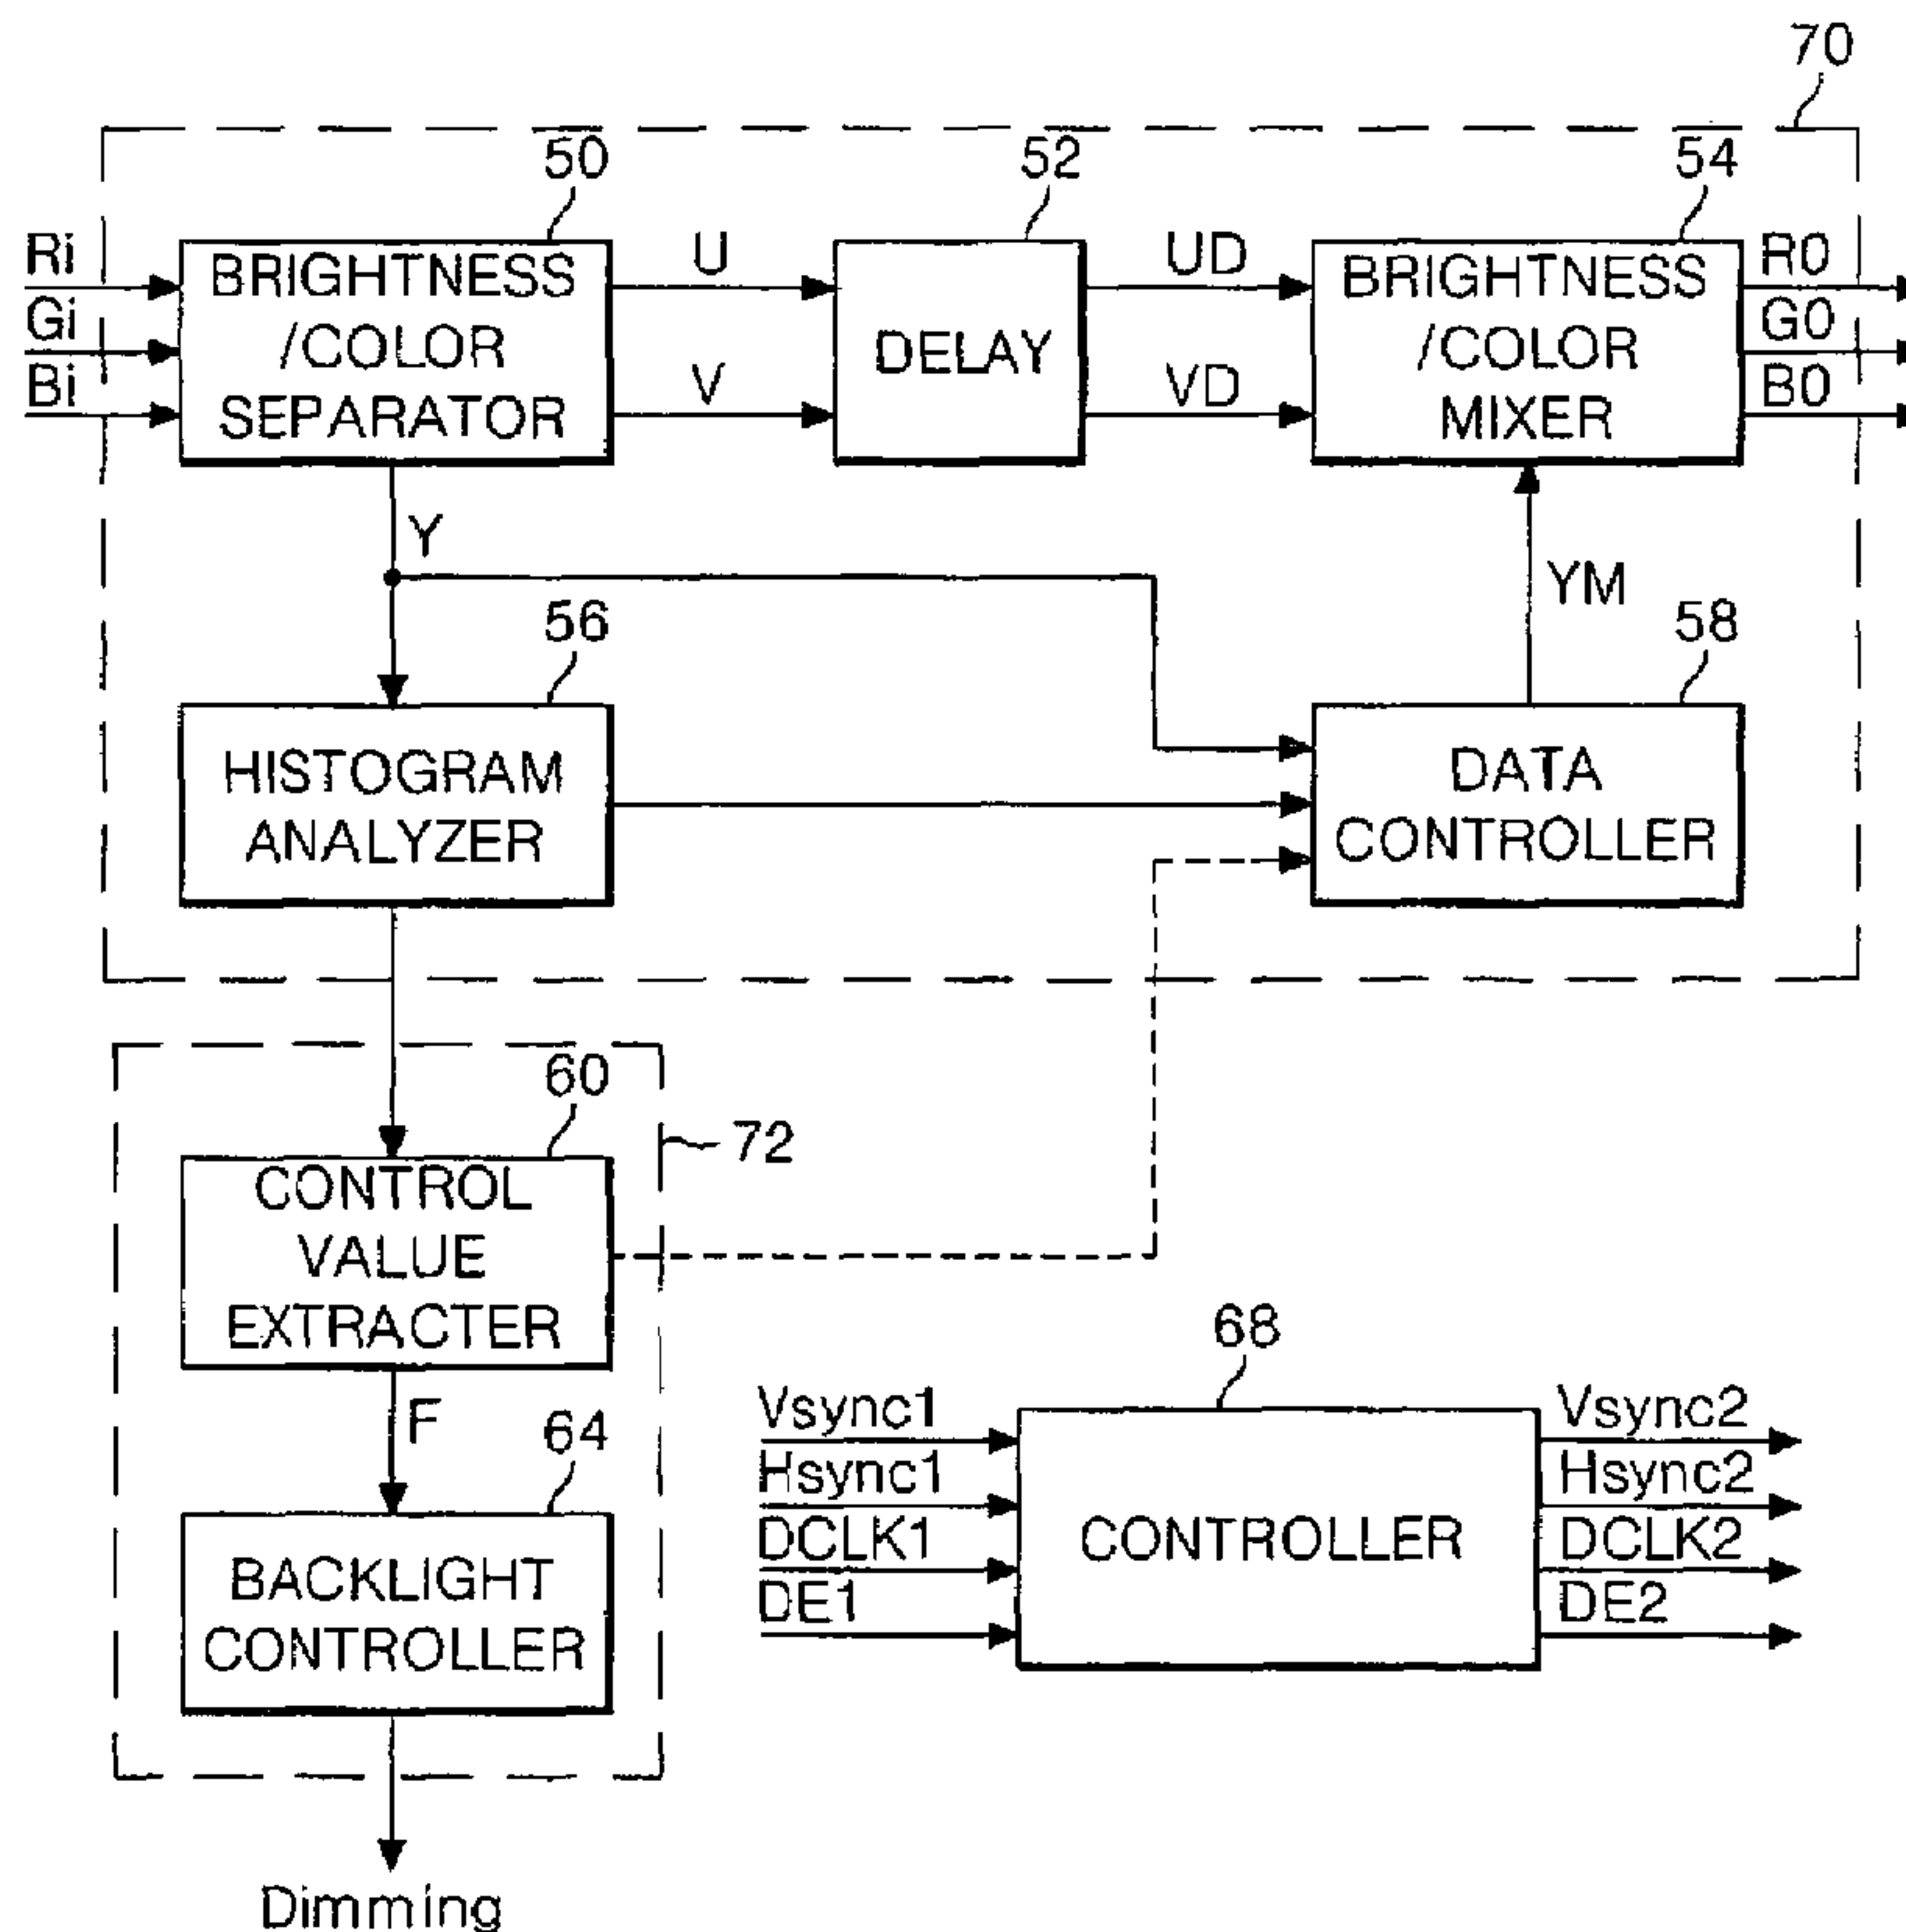 70
50
52
54
Ri
Gi
Bi
BRIGHTNESS
/COLOR
SEPARATOR
U
V
DELAY
UD
VD
BRIGHTNESS
/COLOR
MIXER
R0
G0
B0
Y
YM
56
58
HISTOGRAM
ANALYZER
DATA
CONTROLLER
60
72
CONTROL
VALUE
EXTRACTER
F
64
BACKLIGHT
CONTROLLER
Dimming
68
Vsync1
Hsync1
DCLK1
DE1
CONTROLLER
Vsync2
Hsync2
DCLK2
DE2